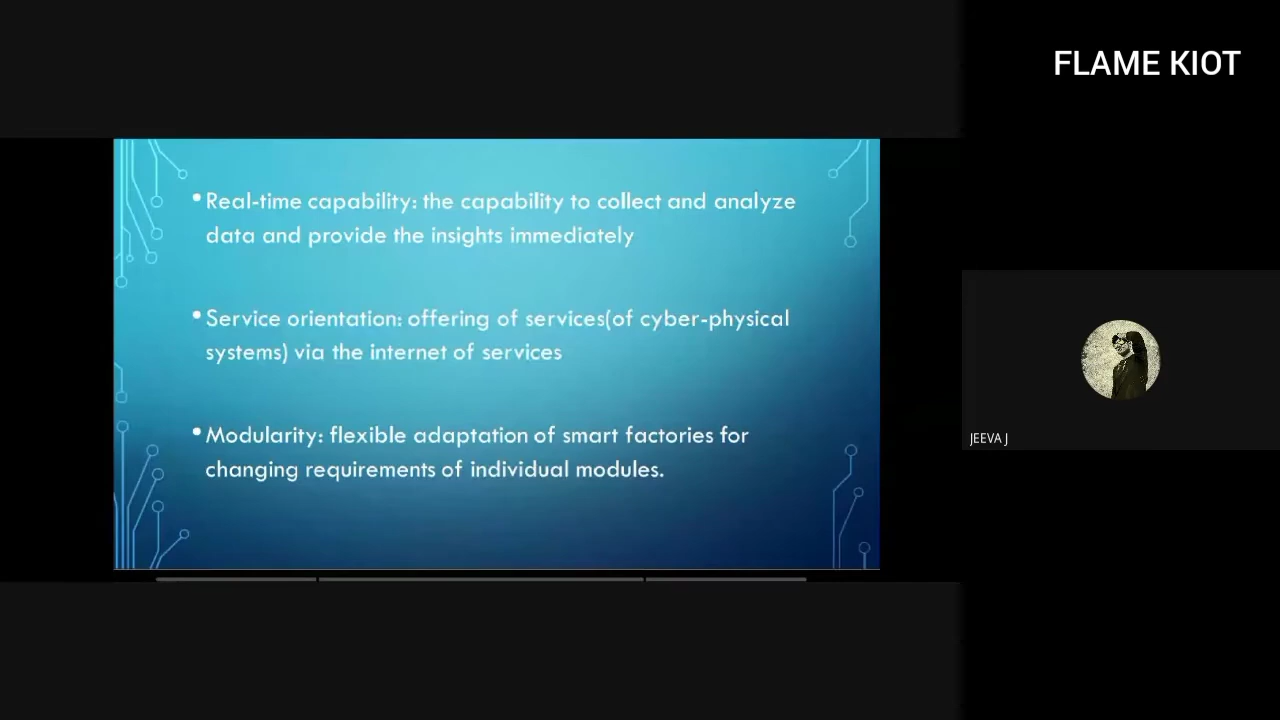 FLAME KIOT
•Real-time capability: the capability to collect and analyze
data and provide the insights immediately
•Service orientation: offering of services(of cyber-physical
systems) via the internet of services
•Modularity: flexible adaptation of smart factories for
changing requirements of individual modules.
JEEVA J